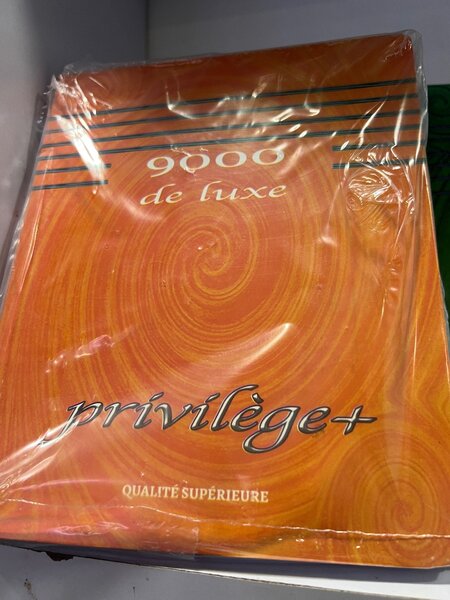 9000
de luxe
privilège+
QUALITÉ SUPÉRIEURE